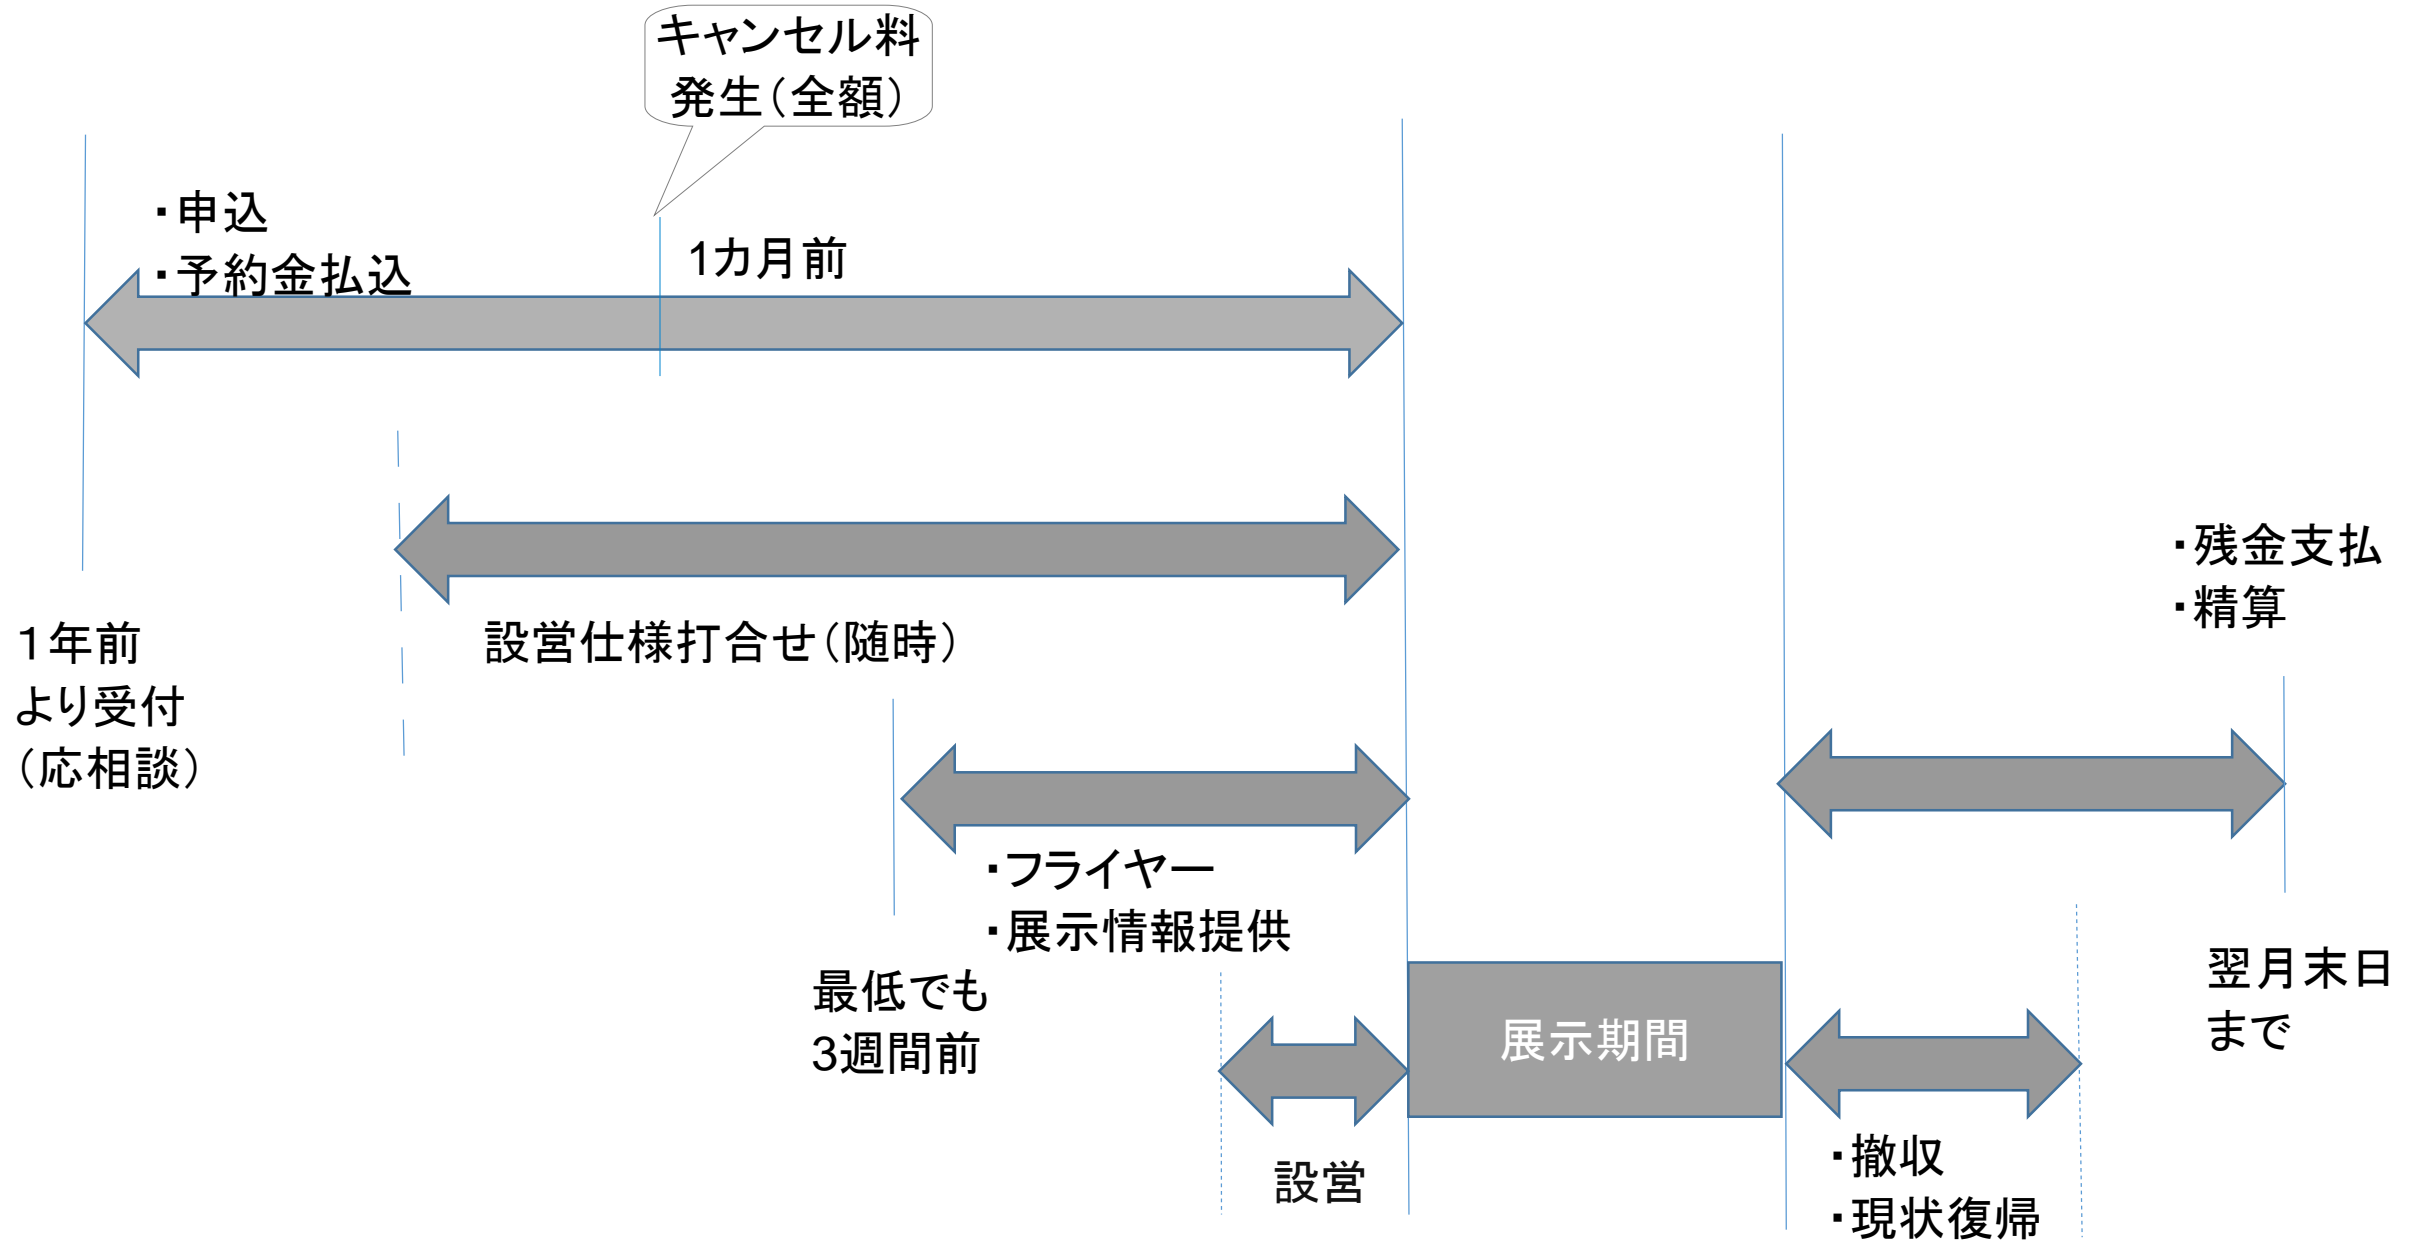 キャンセル料
発生（全額）
・申込
・予約金払込
1カ月前
1年前
より受付
（応相談）
設営仕様打合せ（随時）
・残金支払
・精算
・フライヤー
・展示情報提供
最低でも
3週間前
翌月末日
まで
展示期間
設営
・撤収
・現状復帰